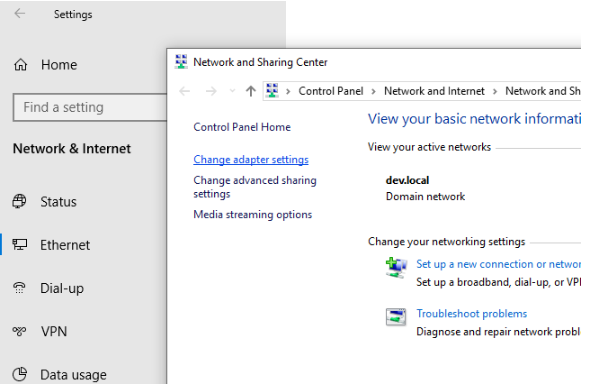 Settings
Home
Find a setting
Network & Internet
Status
Ethernet
Dial-up
VPN
Data usage
Network and Sharing Center
Control Panel > Network and Internet > Network and Sh
Control Panel Home
Change adapter settings
Change advanced sharing
settings
Media streaming options
View your basic network informati
View your active networks
dev.local
Domain network
Change your networking settings
Set up a new connection or networ
Set up a broadband, dial-up, or VPI
Troubleshoot problems
Diagnose and repair network probl